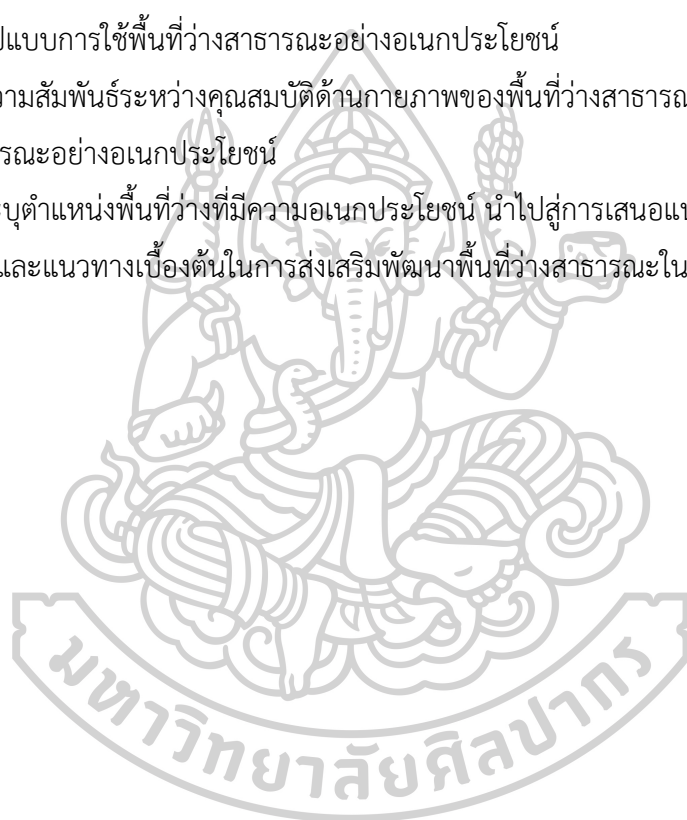 ปแบบการใช้พื้นที่ว่างสาธารณะอย่างอเนกประโยชน์
วามสัมพันธ์ระหว่างคุณสมบัติด้านกายภาพของพื้นที่ว่างสาธารณ
รณะอย่างอเนกประโยชน์
ะบุตำแหน่งพื้นที่ว่างที่มีความอเนกประโยชน์ นำไปสู่การเสนอแน
และแนวทางเบื้องต้นในการส่งเสริมพัฒนาพื้นที่ว่างสาธารณะใน
มหาวิทยาลัยศิลปากร